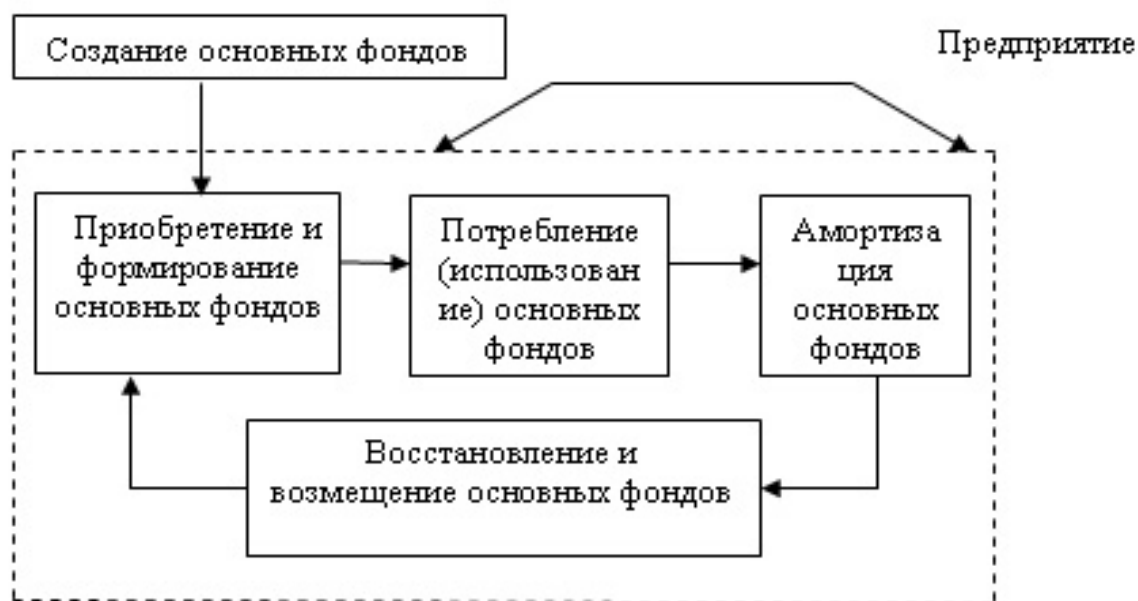 Создание основных фондов
Предприятие
Приобретение и
формирование
основных фондов
Потребление
(использован
ие) основных
фондов
Амортиза
ция
основных
фондов
Восстановление и
возмещение основных фондов